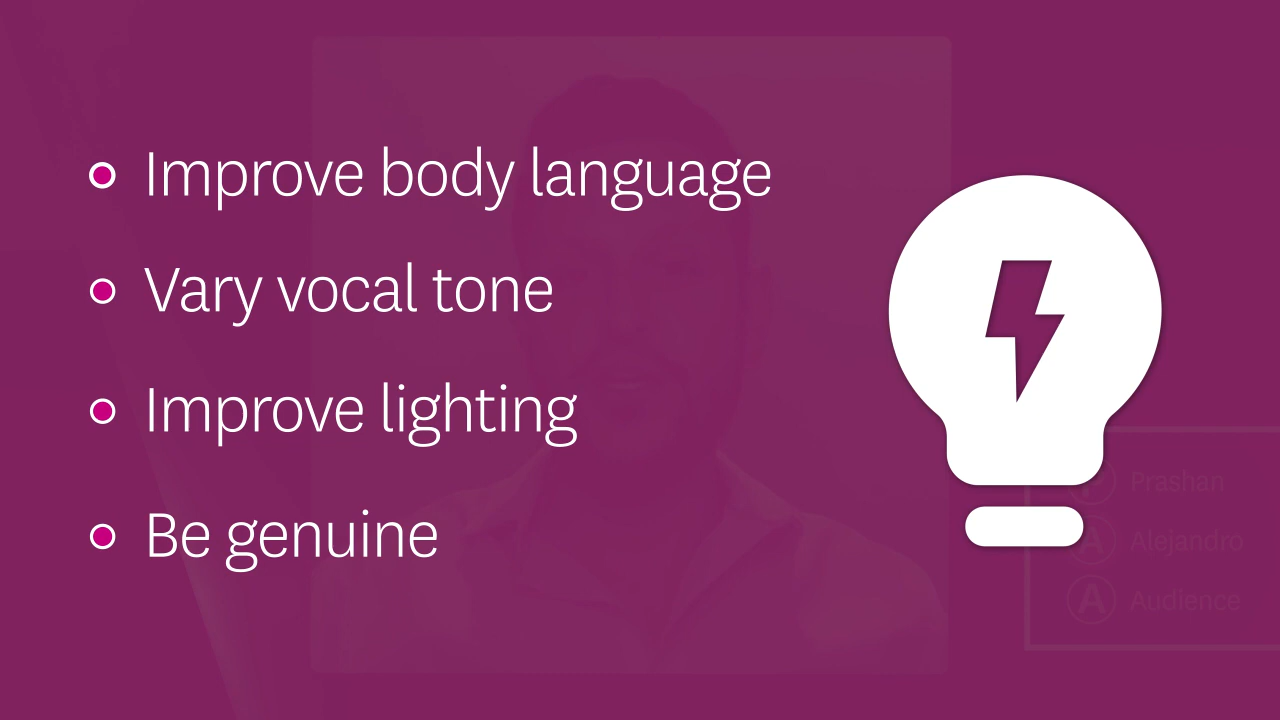 Improve body language
Vary vocal tone
Improve lighting
Be genuine
Prashan
A Alejandro
A Audience